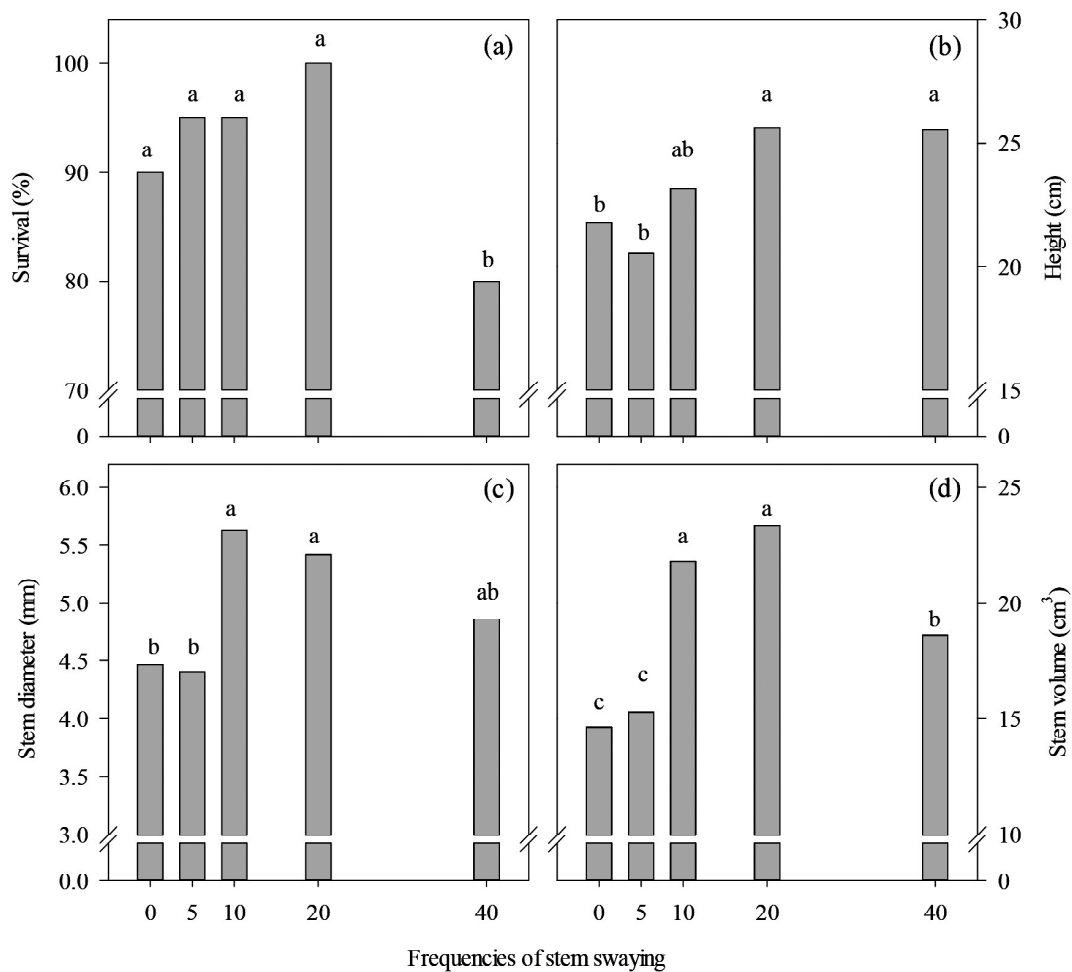 (a)
Survival (%)
100
90
80
70
0
a
a
a
a
b
(b)
30
25
20
15
0
Height (cm)
b
b
ab
a
a
(c)
Stem diameter (mm)
6.0
5.5
5.0
4.5
4.0
3.5
3.0
0.0
b
b
a
a
ab
0 5 10 20 40
(d)
25
20
15
10
0
Stem volume (cm³)
c
c
a
a
b
0 5 10 20 40
Frequencies of stem swaying